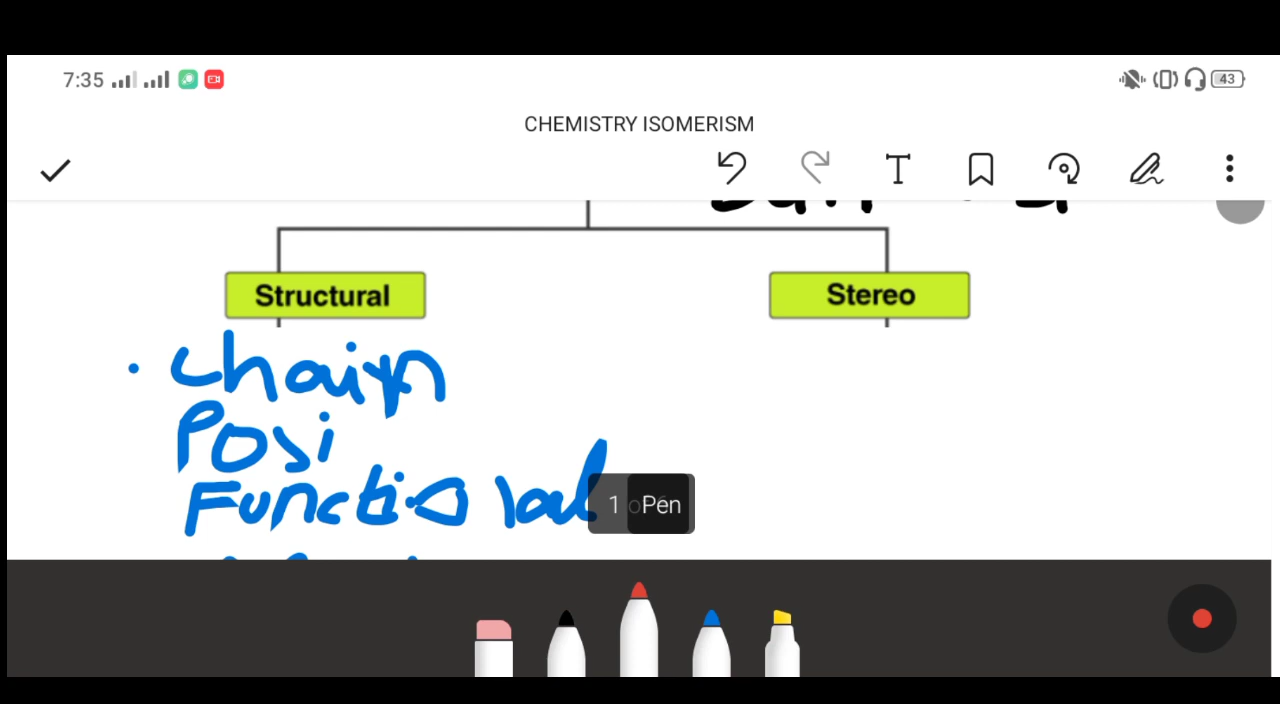 7:35 43
CHEMISTRY ISOMERISM
Structural Stereo
· Chain
Posi
Functional
1 Pen